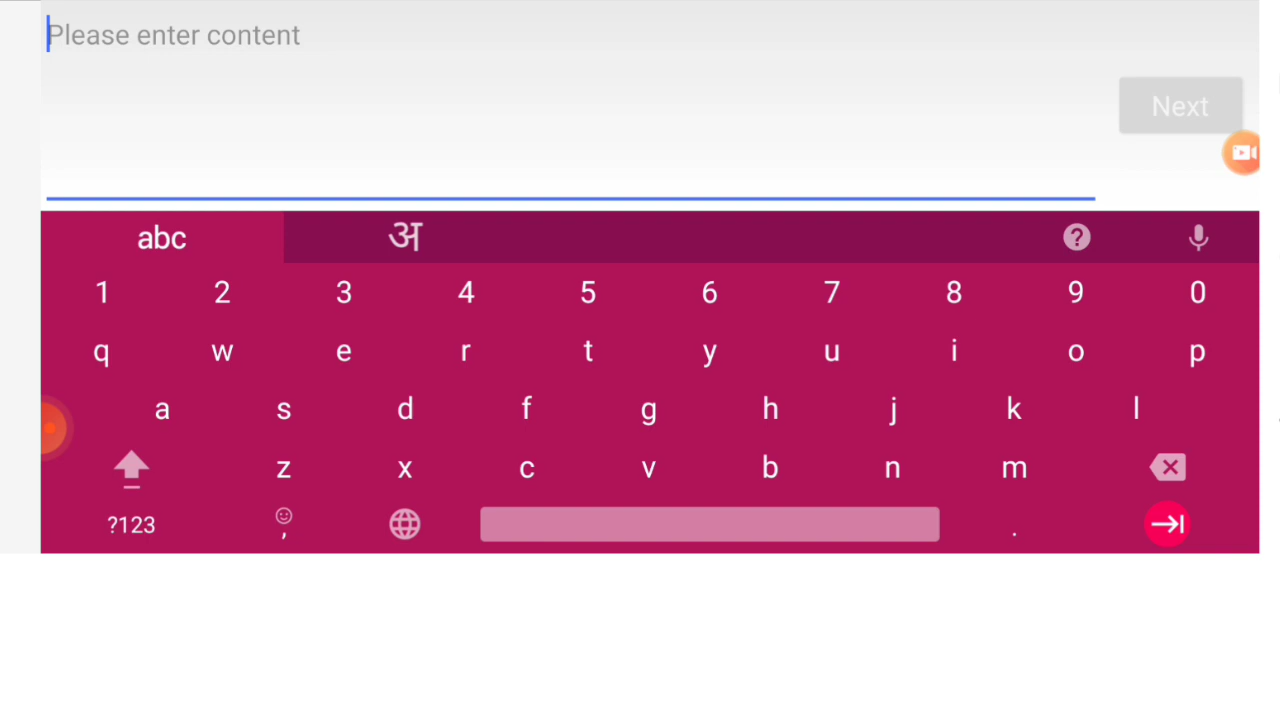 Please enter content
Next
abc अ ?
1 2 3 4 5 6 7 8 9 0
q w e r t y u i o p
a s d f g h j k l
z x c v b n m
?123 , .